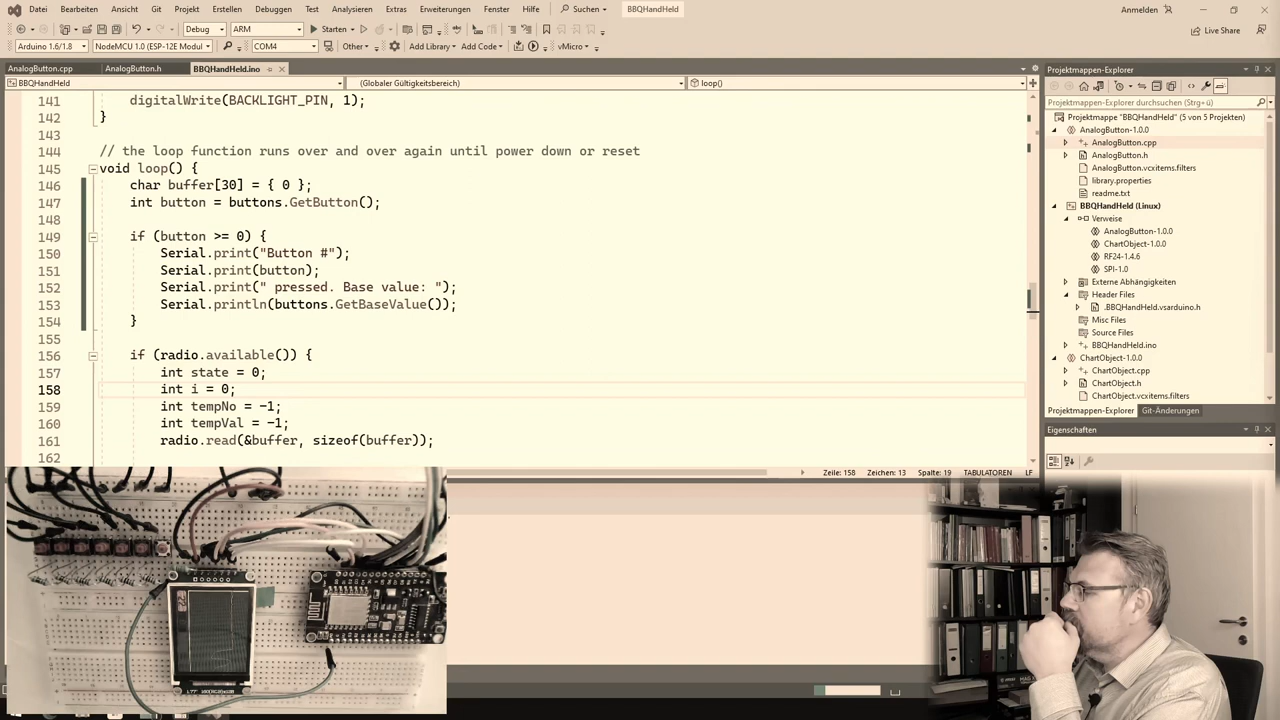 Datei Bearbeiten Ansicht Git Projekt Erstellen Debuggen Test Analysieren Extras Erweiterungen Fenster Hilfe Suchen (Strg+Q) BBQHandHeld Anmelden
Debug ARM Starten Live Share
Arduino 1.6/1.8 NodeMCU 1.0 (ESP-12E Modul) COM4 Other Add Library Add Code vMicro
AnalogButton.cpp AnalogButton.h BBQHandHeld.ino
BBQHandHeld (Globaler Gültigkeitsbereich) loop()
141 digitalWrite(BACKLIGHT_PIN, 1);
142 }
143
144 // the loop function runs over and over again until power down or reset
145 void loop() {
146 char buffer[30] = { 0 };
147 int button = buttons.GetButton();
148
149 if (button >= 0) {
150 Serial.print("Button #");
151 Serial.print(button);
152 Serial.print(" pressed. Base value: ");
153 Serial.println(buttons.GetBaseValue());
154 }
155
156 if (radio.available()) {
157 int state = 0;
158 int i = 0;
159 int tempNo = -1;
160 int tempVal = -1;
161 radio.read(&buffer, sizeof(buffer));
162
Zeile: 158 Zeichen: 13 Spalte: 19 TABULATOREN LF
Projektmappen-Explorer
Projektmappen-Explorer durchsuchen (Strg+ü)
Projektmappe "BBQHandHeld" (5 von 5 Projekten)
AnalogButton-1.0.0
AnalogButton.cpp
AnalogButton.h
AnalogButton.vcxitems.filters
library.properties
readme.txt
BBQHandHeld (Linux)
Verweise
AnalogButton-1.0.0
ChartObject-1.0.0
RF24-1.4.6
SPI-1.0
Externe Abhängigkeiten
Header Files
.BBQHandHeld.vsarduino.h
Misc Files
Source Files
BBQHandHeld.ino
ChartObject-1.0.0
ChartObject.cpp
ChartObject.h
ChartObject.vcxitems.filters
Projektmappen-Explorer Git-Änderungen
Eigenschaften